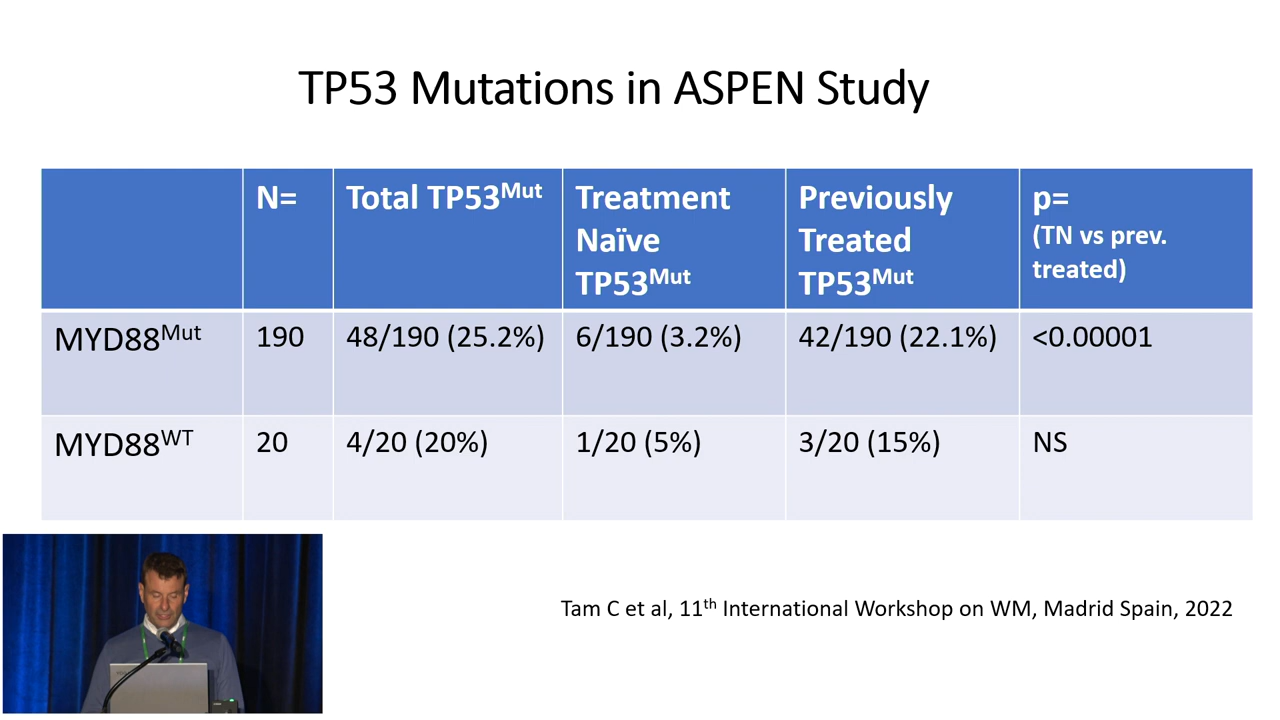 TP53 Mutations in ASPEN Study
N=
Total TP53Mut
Treatment
Naïve
TP53Mut
Previously
Treated
TP53Mut
p=
(TN vs prev.
treated)
MYD88Mut
190
48/190 (25.2%)
6/190 (3.2%)
42/190 (22.1%)
<0.00001
MYD88WT
20
4/20 (20%)
1/20 (5%)
3/20 (15%)
NS
Tam C et al, 11th International Workshop on WM, Madrid Spain, 2022